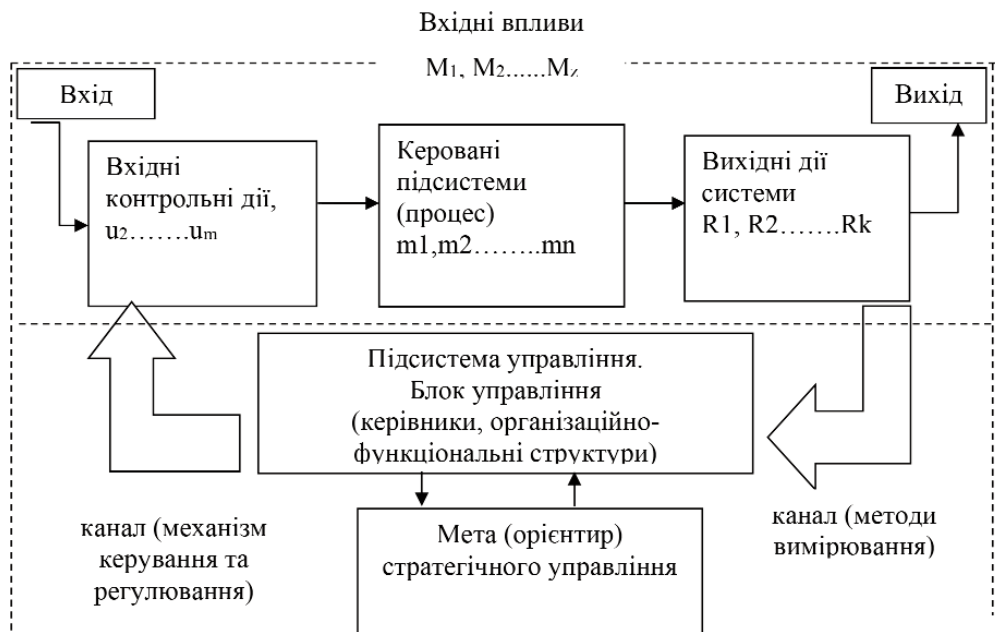 Вхідні впливи
M₁, M₂......M_z
Вхід
Вихід
Вхідні
контрольні дії,
u₂.......uₘ
Керовані
підсистеми
(процес)
m1,m2........mn
Вихідні дії
системи
R1, R2.......Rk
Підсистема управління.
Блок управління
(керівники, організаційно-
функціональні структури)
канал (механізм
керування та
регулювання)
Мета (орієнтир)
стратегічного управління
канал (методи
вимірювання)